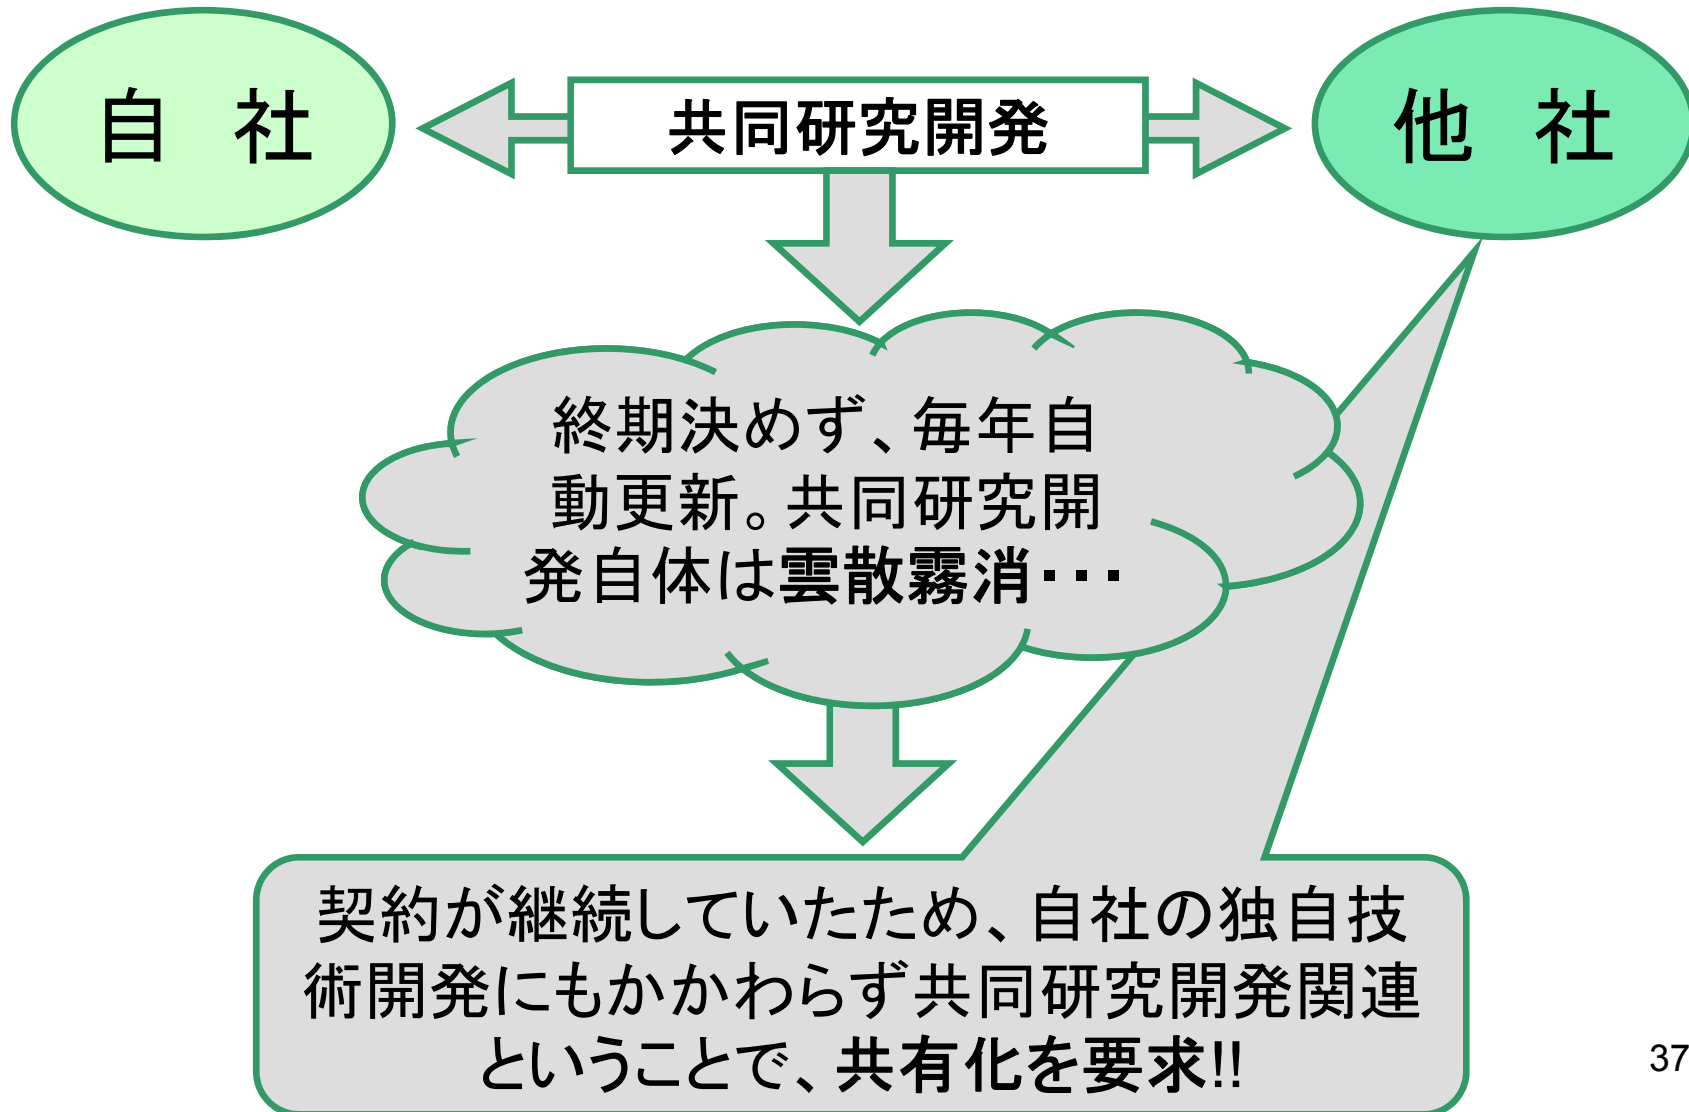 自　社
共同研究開発
他　社
終期決めず、毎年自
動更新。共同研究開
発自体は雲散霧消・・・
契約が継続していたため、自社の独自技
術開発にもかかわらず共同研究開発関連
ということで、共有化を要求!!
37